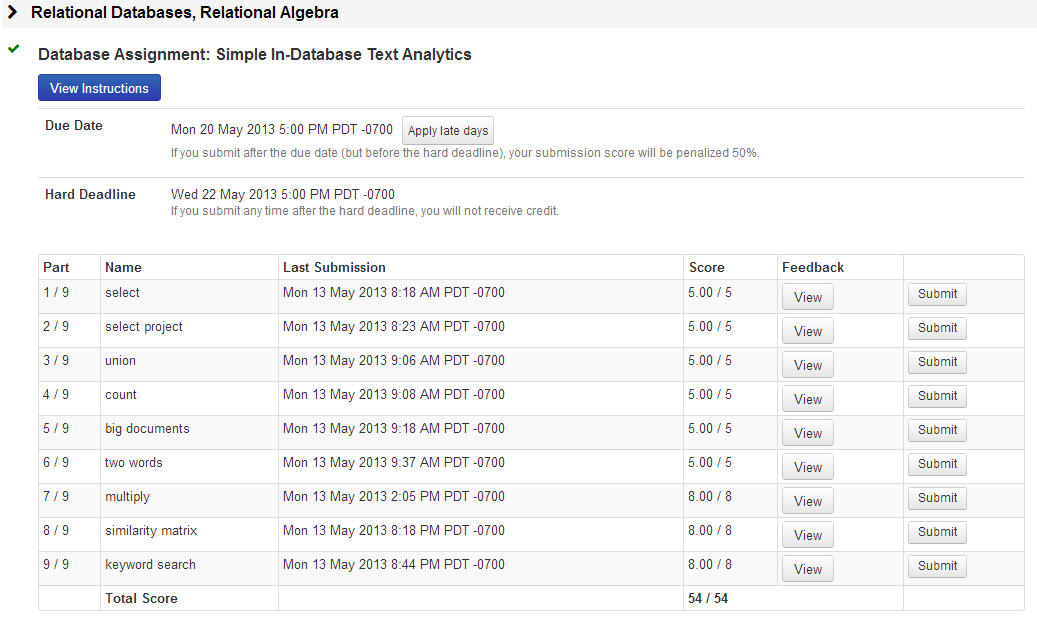 Relational Databases, Relational Algebra
Database Assignment: Simple In-Database Text Analytics
View Instructions
Due Date Mon 20 May 2013 5:00 PM PDT -0700 Apply late days
If you submit after the due date (but before the hard deadline), your submission score will be penalized 50%.
Hard Deadline Wed 22 May 2013 5:00 PM PDT -0700
If you submit any time after the hard deadline, you will not receive credit.
Part Name Last Submission Score Feedback
1 / 9 select Mon 13 May 2013 8:18 AM PDT -0700 5.00 / 5 View Submit
2 / 9 select project Mon 13 May 2013 8:23 AM PDT -0700 5.00 / 5 View Submit
3 / 9 union Mon 13 May 2013 9:06 AM PDT -0700 5.00 / 5 View Submit
4 / 9 count Mon 13 May 2013 9:08 AM PDT -0700 5.00 / 5 View Submit
5 / 9 big documents Mon 13 May 2013 9:18 AM PDT -0700 5.00 / 5 View Submit
6 / 9 two words Mon 13 May 2013 9:37 AM PDT -0700 5.00 / 5 View Submit
7 / 9 multiply Mon 13 May 2013 2:05 PM PDT -0700 8.00 / 8 View Submit
8 / 9 similarity matrix Mon 13 May 2013 8:18 PM PDT -0700 8.00 / 8 View Submit
9 / 9 keyword search Mon 13 May 2013 8:44 PM PDT -0700 8.00 / 8 View Submit
Total Score 54 / 54